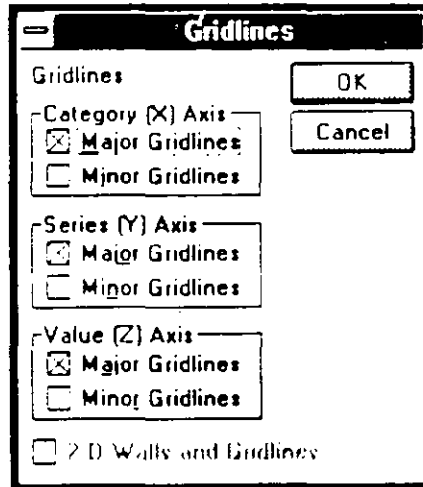 Gridlines
Gridlines
OK
Cancel
Category (X) Axis
Major Gridlines
Minor Gridlines
Series (Y) Axis
Major Gridlines
Minor Gridlines
Value (Z) Axis
Major Gridlines
Minor Gridlines
2-D Walls and Gridlines